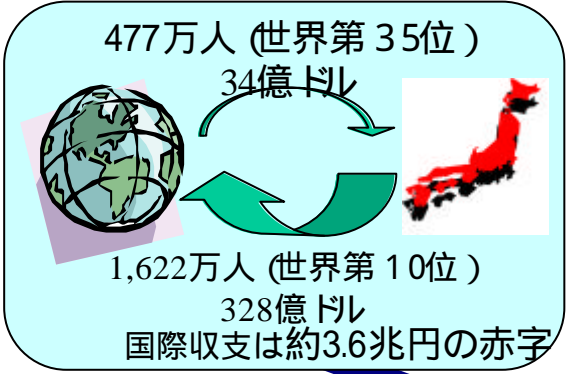 477万人 (世界第35位)
34億ドル
1,622万人 (世界第10位)
328億ドル
国際収支は約3.6兆円の赤字